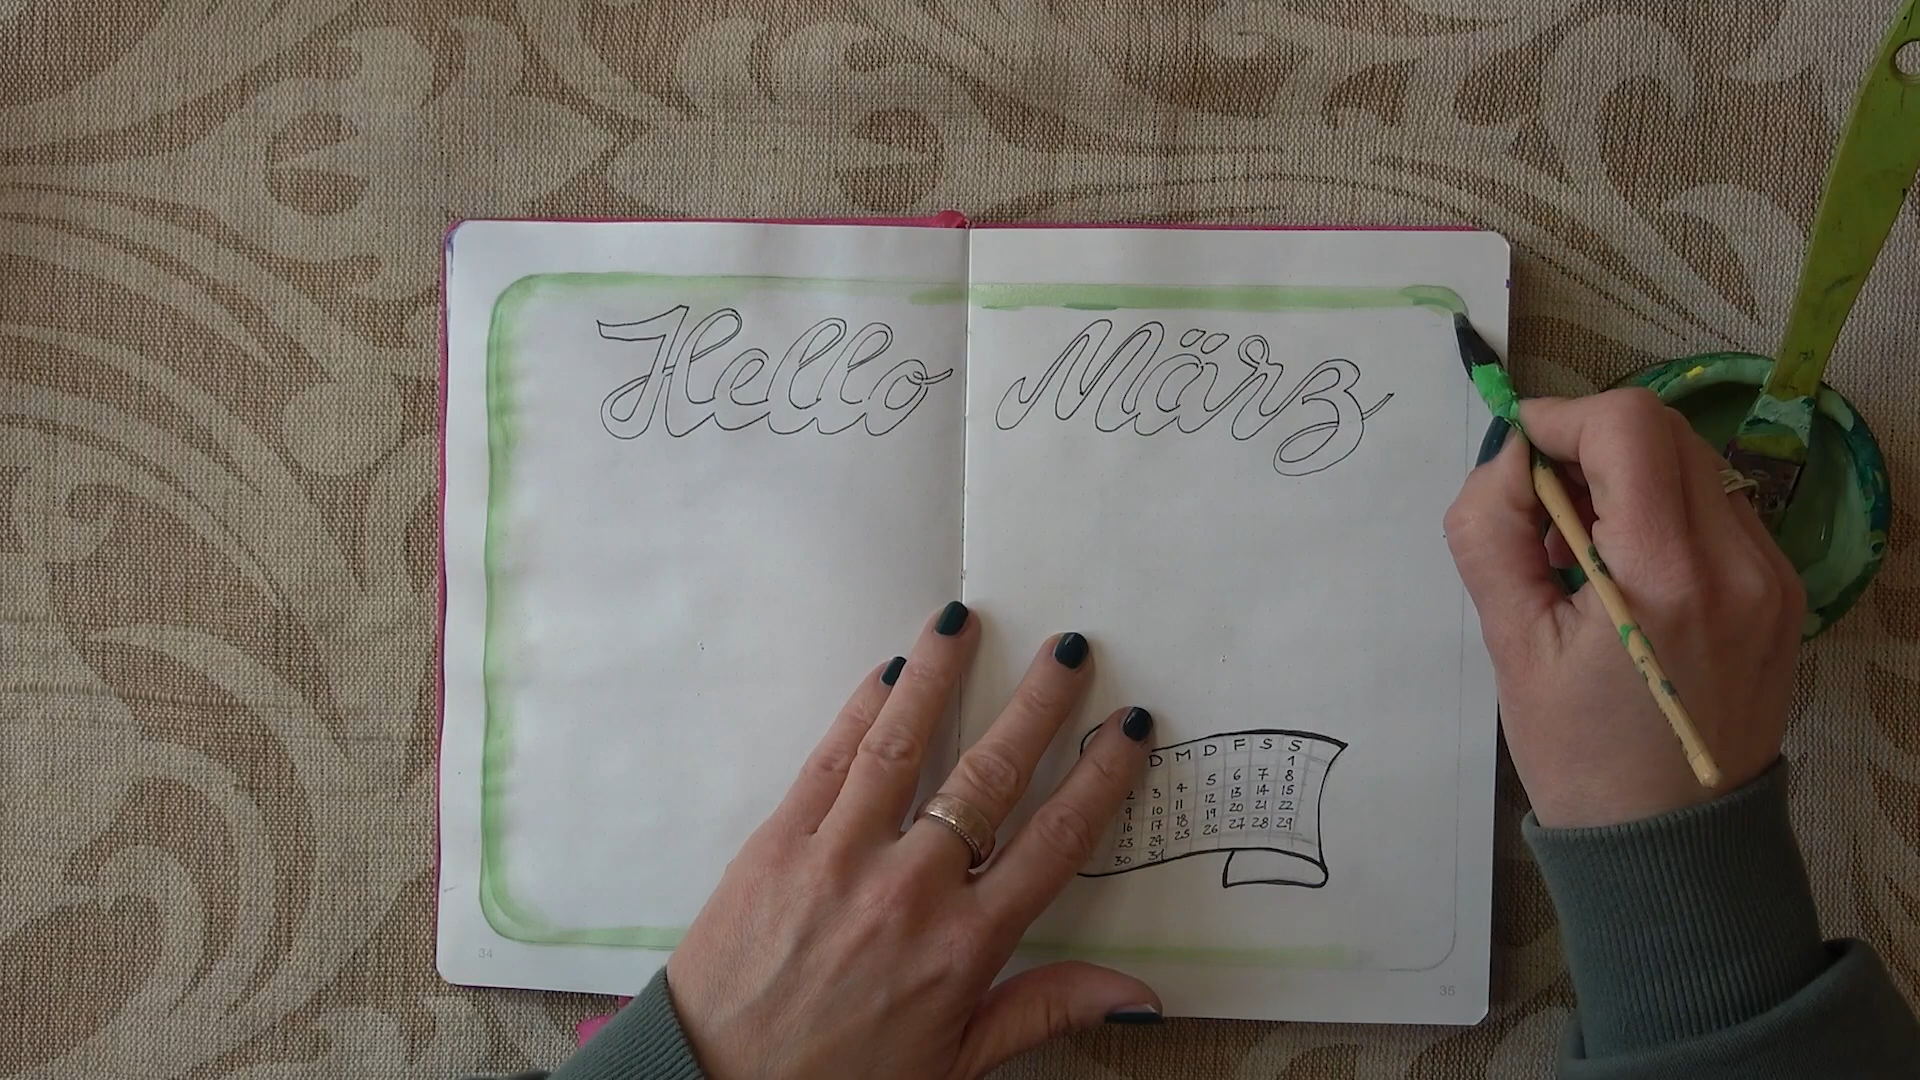 Hello März
D M D F S S
1
2 3 4 5 6 7 8
9 10 11 12 13 14 15
16 17 18 19 20 21 22
23 24 25 26 27 28 29
30 31
34
35